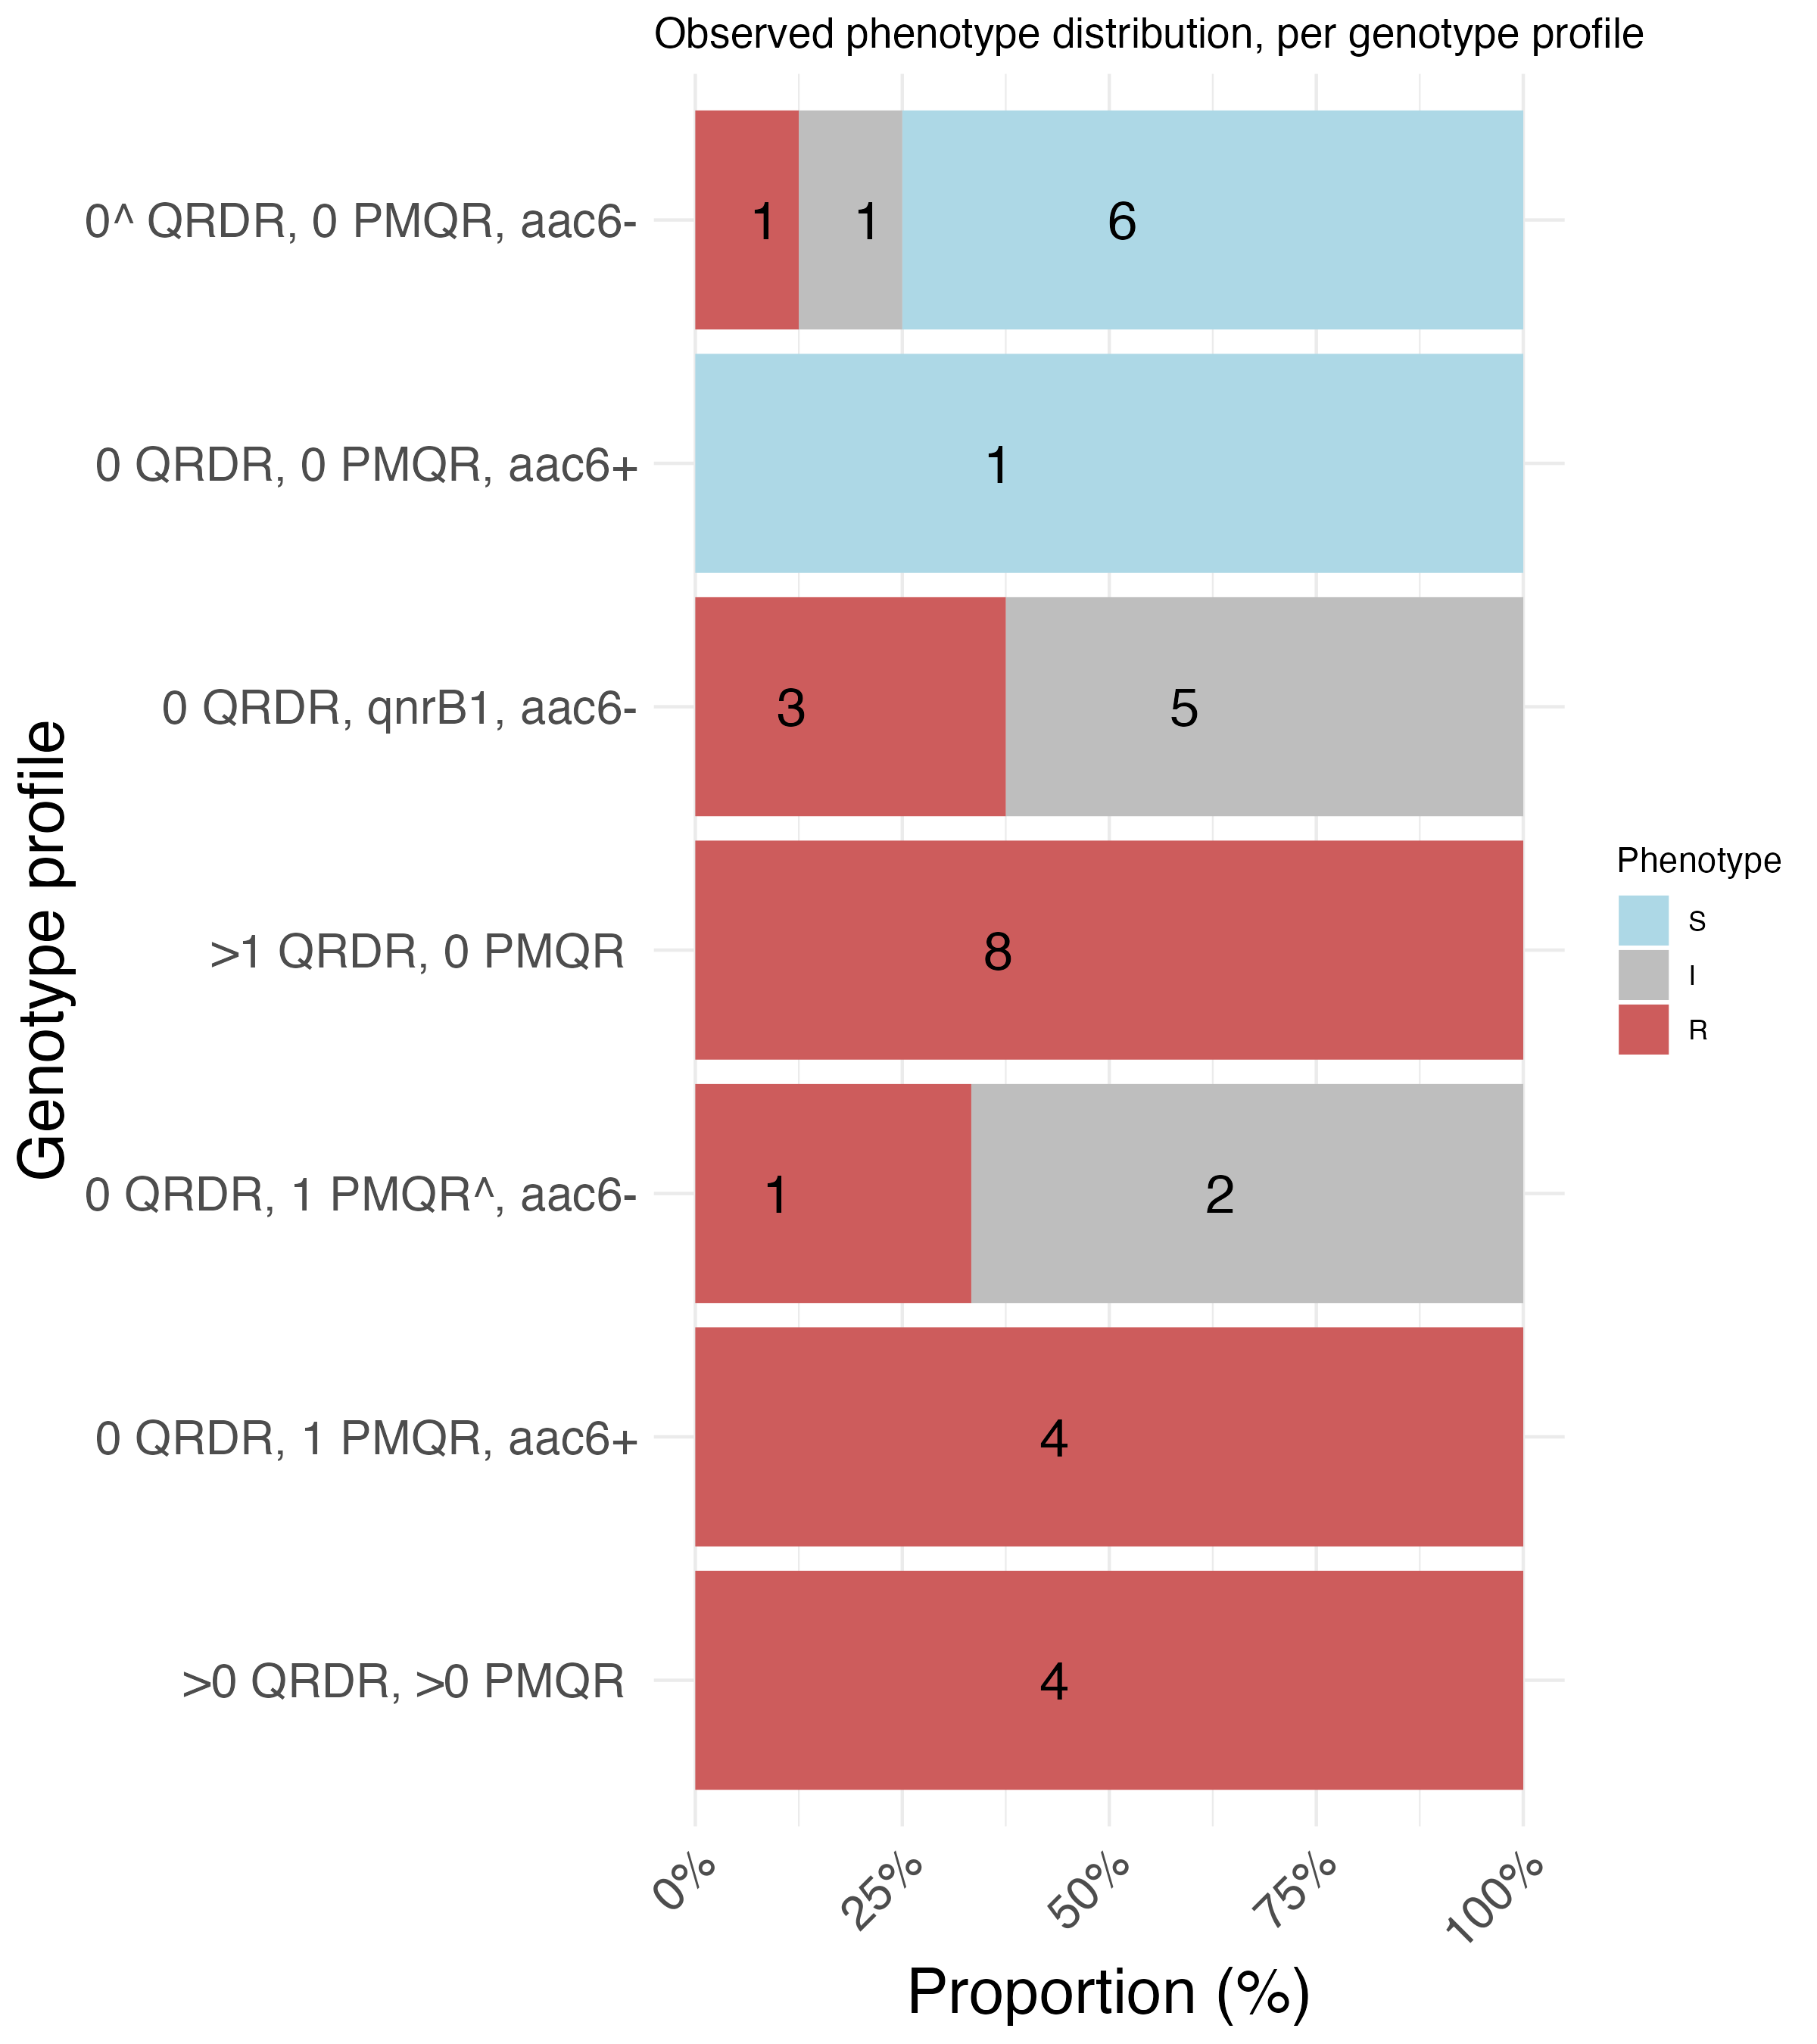 Observed phenotype distribution, per genotype profile
Genotype profile
0^ QRDR, 0 PMQR, aac6-
1
1
6
0 QRDR, 0 PMQR, aac6+
1
0 QRDR, qnrB1, aac6-
3
5
>1 QRDR, 0 PMQR
8
0 QRDR, 1 PMQR^, aac6-
1
2
0 QRDR, 1 PMQR, aac6+
4
>0 QRDR, >0 PMQR
4
0%
25%
50%
75%
100%
Proportion (%)
Phenotype
S
I
R